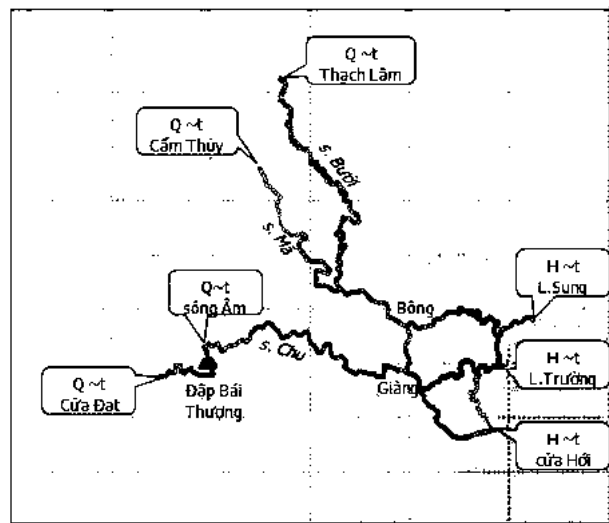 Q ~t
Thạch Lâm
Q ~t
Cẩm Thủy
s. Bưởi
s. Mã
Q ~t
sông Âm
H ~t
L.Sung
Bông
s. Chu
Q ~t
Cửa Đạt
Đập Bái
Thượng
Giàng
H ~t
L.Trường
H ~t
cửa Hới